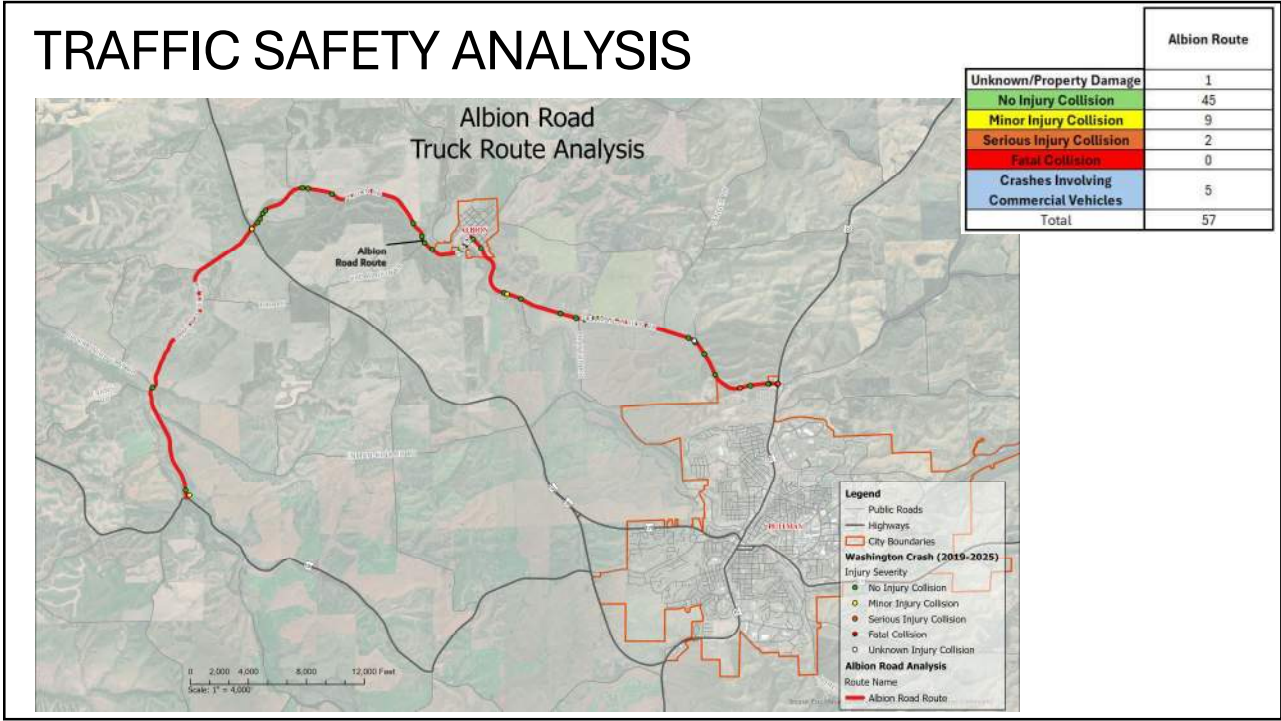 TRAFFIC SAFETY ANALYSIS
Albion Route
Unknown/Property Damage 1
No Injury Collision 45
Minor Injury Collision 9
Serious Injury Collision 2
Fatal Collision 0
Crashes Involving
Commercial Vehicles 5
Total 57
Albion Road
Truck Route Analysis
ALBION
Albion
Road Route
PULLMAN
Legend
Public Roads
Highways
City Boundaries
Washington Crash (2019-2025)
Injury Severity
No Injury Collision
Minor Injury Collision
Serious Injury Collision
Fatal Collision
Unknown Injury Collision
Albion Road Analysis
Route Name
Albion Road Route
0 2,000 4,000 8,000 12,000 Feet
Scale: 1" = 4,000'